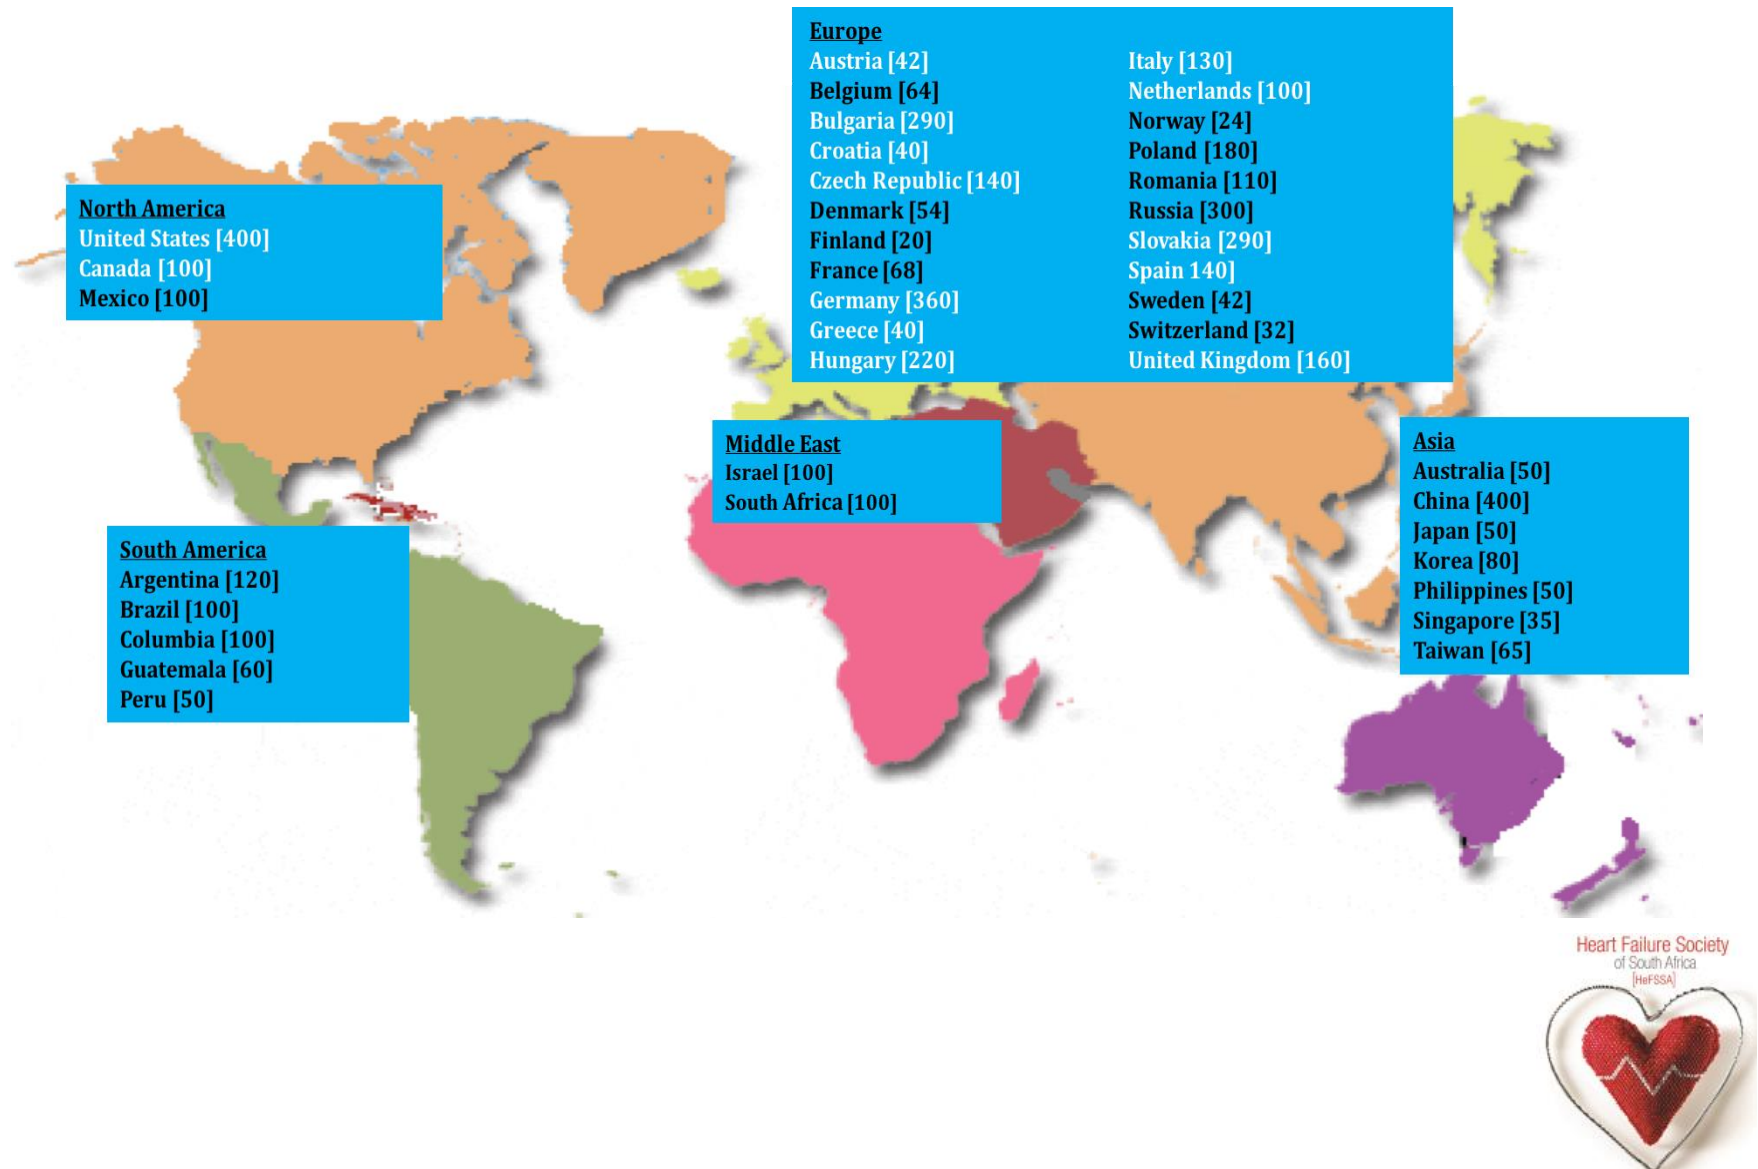 Europe
Austria [42]
Belgium [64]
Bulgaria [290]
Croatia [40]
Czech Republic [140]
Denmark [54]
Finland [20]
France [68]
Germany [360]
Greece [40]
Hungary [220]
Italy [130]
Netherlands [100]
Norway [24]
Poland [180]
Romania [110]
Russia [300]
Slovakia [290]
Spain 140]
Sweden [42]
Switzerland [32]
United Kingdom [160]
North America
United States [400]
Canada [100]
Mexico [100]
Middle East
Israel [100]
South Africa [100]
Asia
Australia [50]
China [400]
Japan [50]
Korea [80]
Philippines [50]
Singapore [35]
Taiwan [65]
South America
Argentina [120]
Brazil [100]
Columbia [100]
Guatemala [60]
Peru [50]
Heart Failure Society
of South Africa
[HeFSSA]